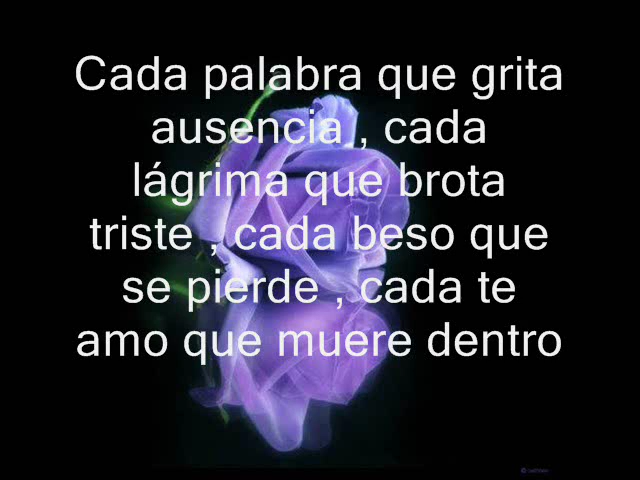 Cada palabra que grita
ausencia , cada
lágrima que brota
triste , cada beso que
se pierde , cada te
amo que muere dentro